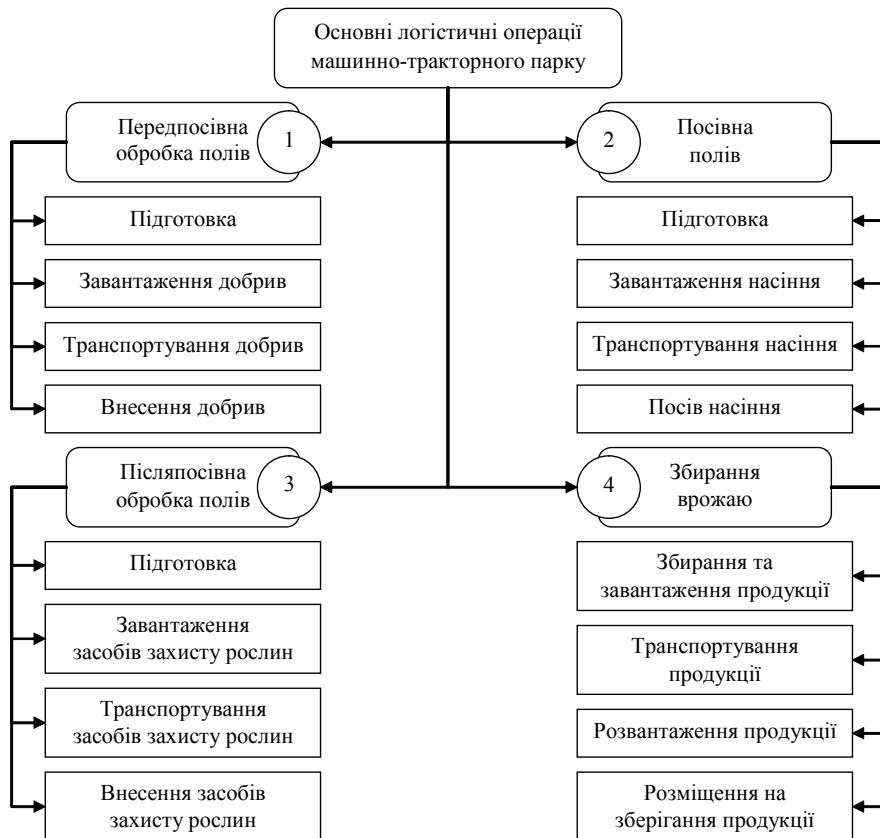 Основні логістичні операції
машинно-тракторного парку
Передпосівна
обробка полів
1
Підготовка
Завантаження добрив
Транспортування добрив
Внесення добрив
2
Посівна
полів
Підготовка
Завантаження насіння
Транспортування насіння
Посів насіння
Післяпосівна
обробка полів
3
Підготовка
Завантаження
засобів захисту рослин
Транспортування
засобів захисту рослин
Внесення засобів
захисту рослин
4
Збирання
врожаю
Збирання та
завантаження продукції
Транспортування
продукції
Розвантаження продукції
Розміщення на
зберігання продукції